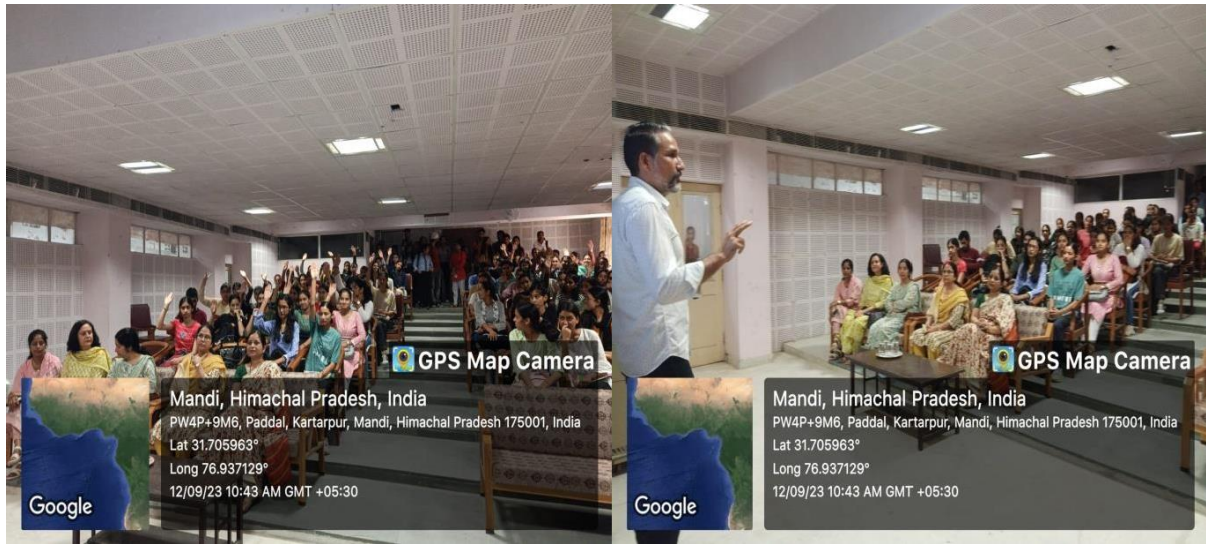 GPS Map Camera
Mandi, Himachal Pradesh, India
PW4P+9M6, Paddal, Kartarpur, Mandi, Himachal Pradesh 175001, India
Lat 31.705963°
Long 76.937129°
12/09/23 10:43 AM GMT +05:30
Google
GPS Map Camera
Mandi, Himachal Pradesh, India
PW4P+9M6, Paddal, Kartarpur, Mandi, Himachal Pradesh 175001, India
Lat 31.705963°
Long 76.937129°
12/09/23 10:43 AM GMT +05:30
Google